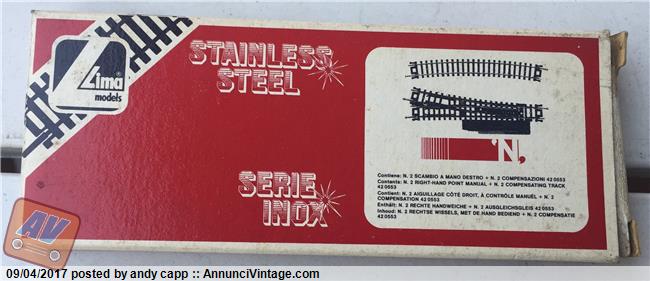 Lima®
models
STAINLESS
STEEL
SERIE
INOX
'N,
Contiene: N. 2 SCAMBIO A MANO DESTRO + N. 2 COMPENSAZIONI 42 0553
Contents: N. 2 RIGHT-HAND POINT MANUAL + N. 2 COMPENSATING TRACK
42 0553
Contient: N. 2 AIGUILLAGE CÔTÉ DROIT, À CONTRÔLE MANUEL + N. 2
COMPENSATION 42 0553
Enthält: N. 2 RECHTE HANDWEICHE + N. 2 AUSGLEICHSGLEIS 42 0553
Inhoud: N. 2 RECHTSE WISSELS, MET DE HAND BEDIEND + N. 2 COMPENSATIE
42 0553
AV
09/04/2017 posted by andy capp :: AnnunciVintage.com